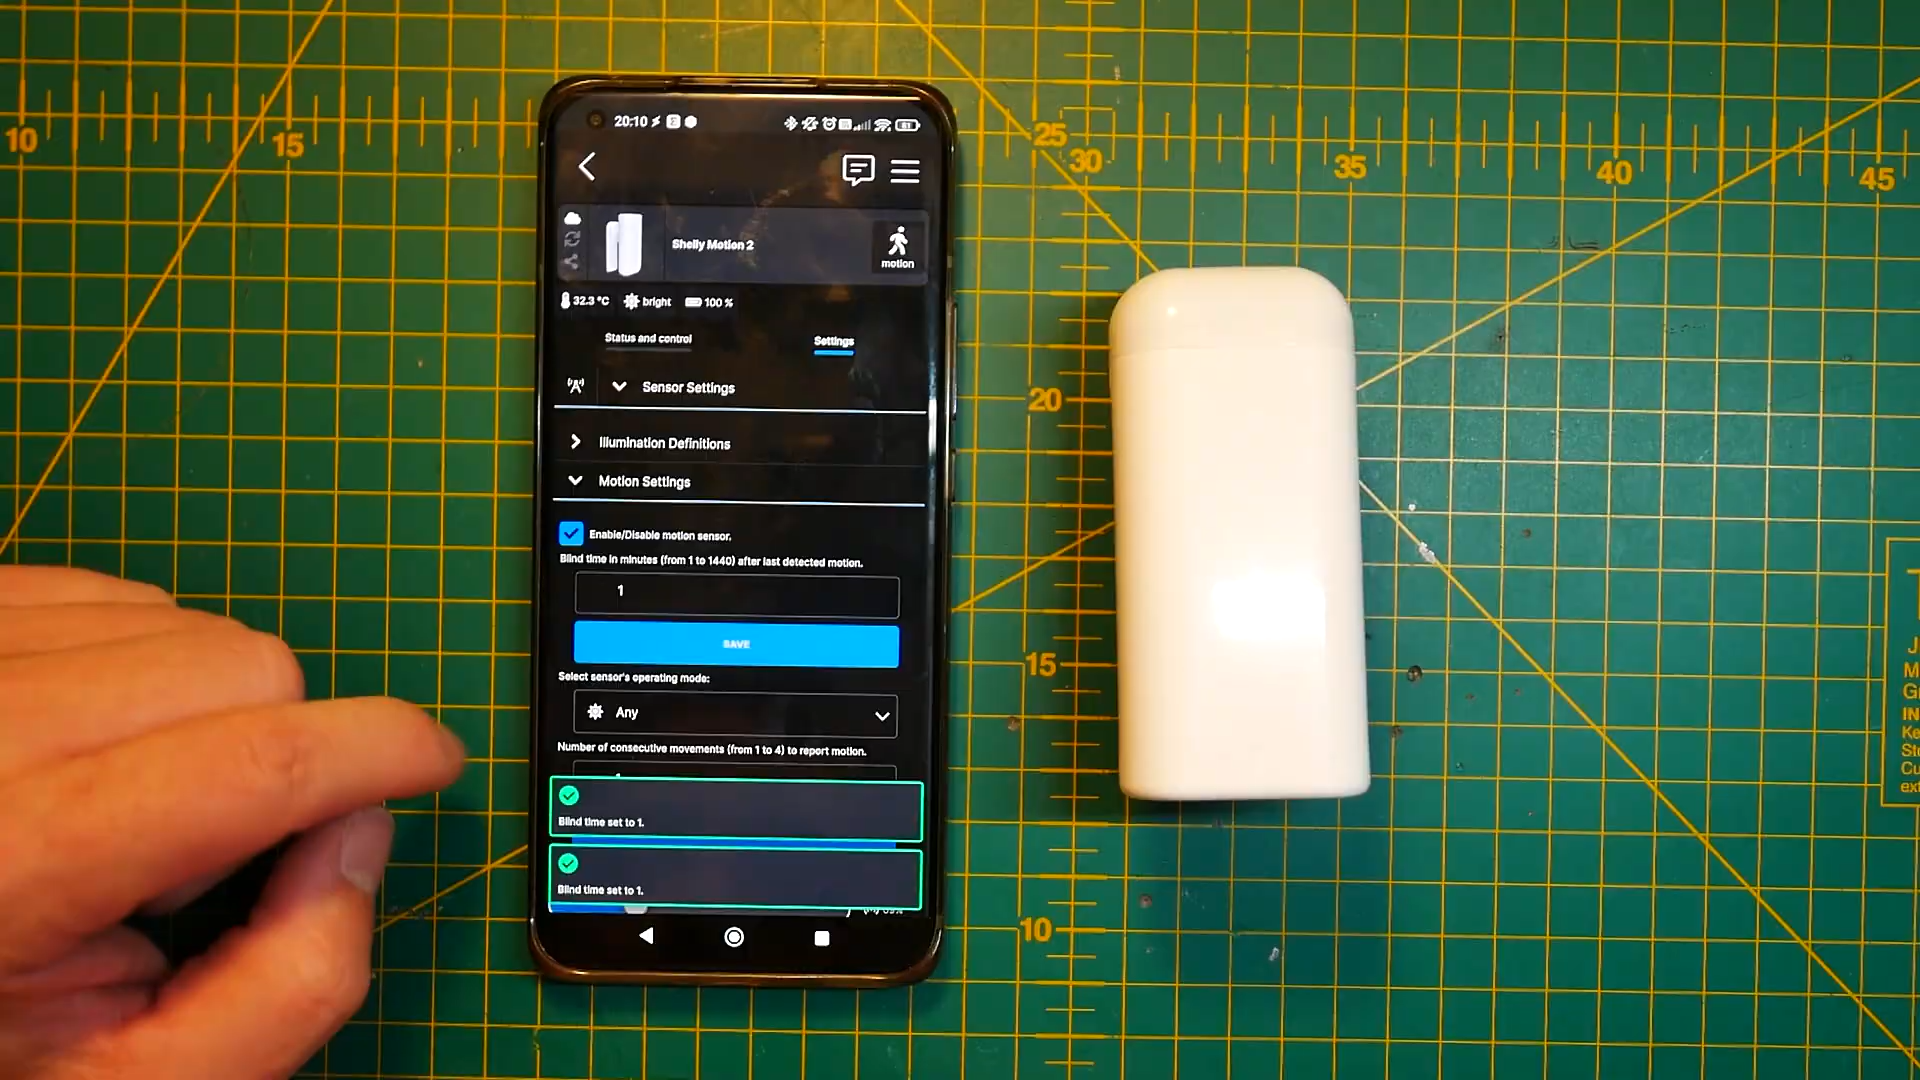 20:10
61
Shelly Motion 2
motion
32.3 °C
bright
100 %
Status and control
Settings
Sensor Settings
Illumination Definitions
Motion Settings
Enable/Disable motion sensor.
Blind time in minutes (from 1 to 1440) after last detected motion.
1
SAVE
Select sensor's operating mode:
Any
Number of consecutive movements (from 1 to 4) to report motion.
Blind time set to 1.
Blind time set to 1.
10
15
25
30
35
40
45
20
15
10
IN